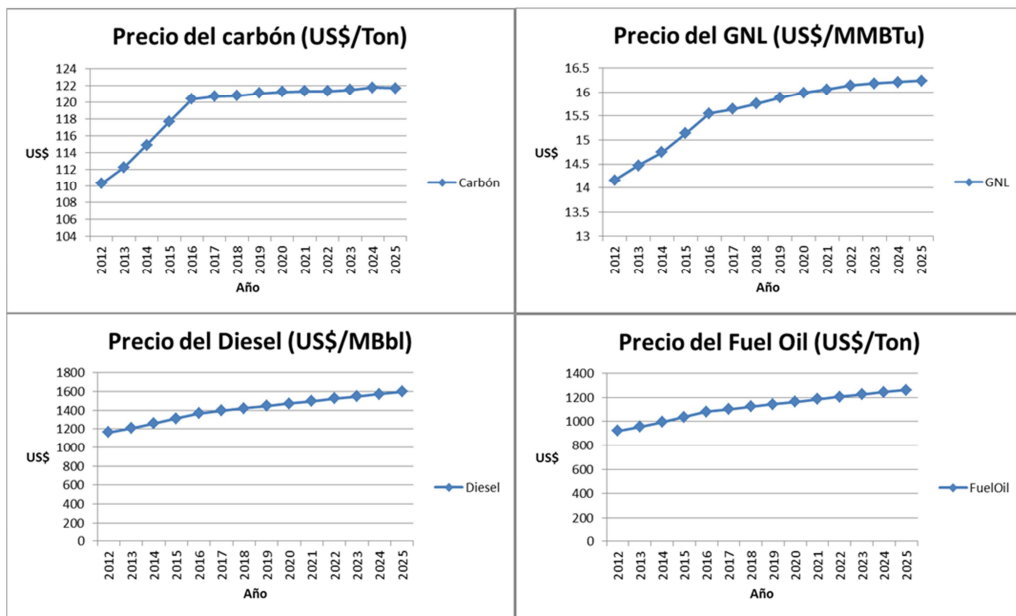 Precio del carbón (US$/Ton)
124
122
120
118
116
114
112
110
108
106
104
US$
2012 2013 2014 2015 2016 2017 2018 2019 2020 2021 2022 2023 2024 2025
Año
Carbón
Precio del GNL (US$/MMBTu)
16.5
16
15.5
15
14.5
14
13.5
13
US$
2012 2013 2014 2015 2016 2017 2018 2019 2020 2021 2022 2023 2024 2025
Año
GNL
Precio del Diesel (US$/MBbl)
1800
1600
1400
1200
1000
800
600
400
200
0
US$
2012 2013 2014 2015 2016 2017 2018 2019 2020 2021 2022 2023 2024 2025
Año
Diesel
Precio del Fuel Oil (US$/Ton)
1400
1200
1000
800
600
400
200
0
US$
2012 2013 2014 2015 2016 2017 2018 2019 2020 2021 2022 2023 2024 2025
Año
FuelOil